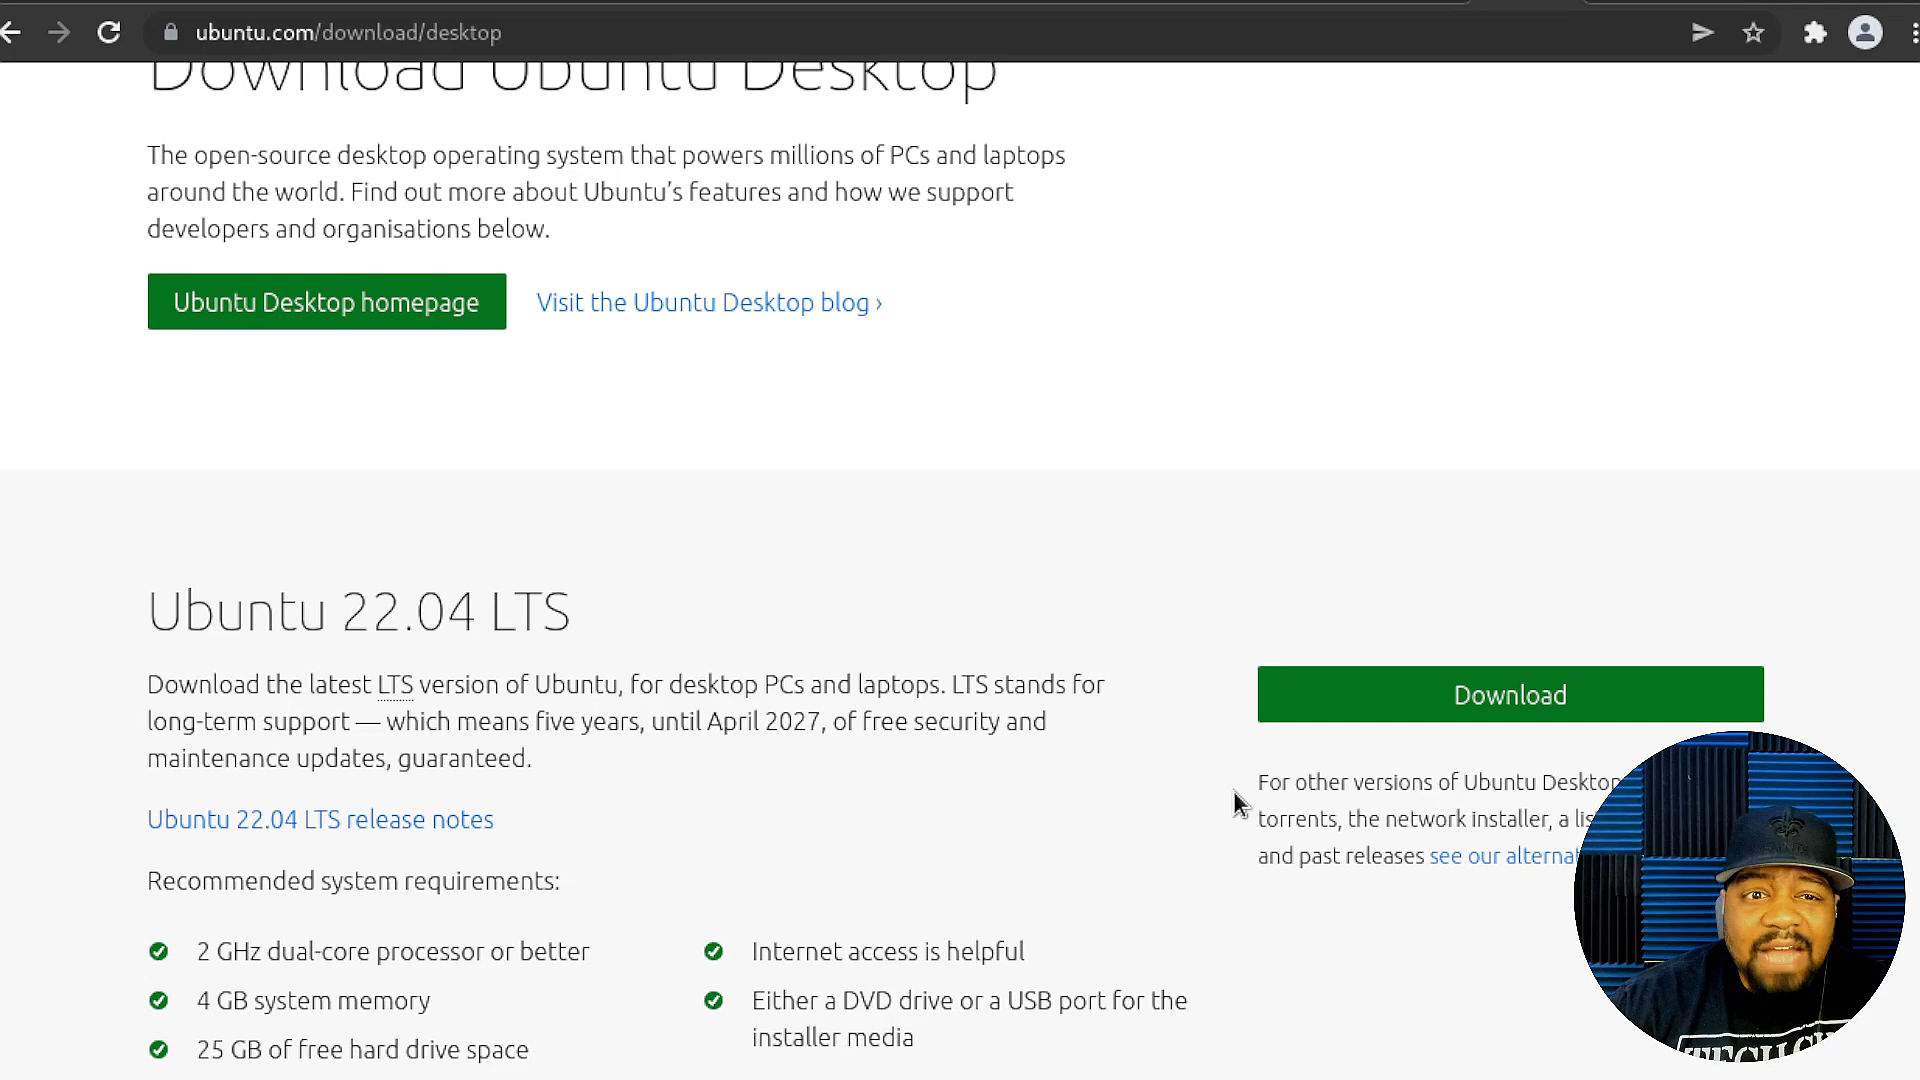 ubuntu.com/download/desktop
Download Ubuntu Desktop
The open-source desktop operating system that powers millions of PCs and laptops
around the world. Find out more about Ubuntu’s features and how we support
developers and organisations below.
Ubuntu Desktop homepage
Visit the Ubuntu Desktop blog ›
Ubuntu 22.04 LTS
Download the latest LTS version of Ubuntu, for desktop PCs and laptops. LTS stands for
long-term support — which means five years, until April 2027, of free security and
maintenance updates, guaranteed.
Ubuntu 22.04 LTS release notes
Recommended system requirements:
2 GHz dual-core processor or better
4 GB system memory
25 GB of free hard drive space
Internet access is helpful
Either a DVD drive or a USB port for the
installer media
Download
For other versions of Ubuntu Desktop
torrents, the network installer, a
and past releases see our